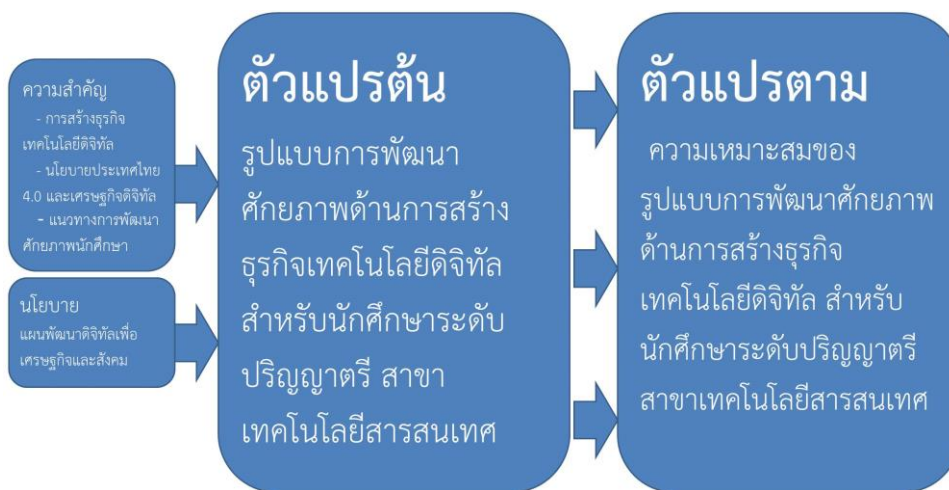 ความสำคัญ
- การสร้างธุรกิจ
เทคโนโลยีดิจิทัล
- นโยบายประเทศไทย
4.0 และเศรษฐกิจดิจิทัล
- แนวทางการพัฒนา
ศักยภาพนักศึกษา
นโยบาย
แผนพัฒนาดิจิทัลเพื่อ
เศรษฐกิจและสังคม
ตัวแปรต้น
รูปแบบการพัฒนา
ศักยภาพด้านการสร้าง
ธุรกิจเทคโนโลยีดิจิทัล
สำหรับนักศึกษาระดับ
ปริญญาตรี สาขา
เทคโนโลยีสารสนเทศ
ตัวแปรตาม
ความเหมาะสมของ
รูปแบบการพัฒนาศักยภาพ
ด้านการสร้างธุรกิจ
เทคโนโลยีดิจิทัล สำหรับ
นักศึกษาระดับปริญญาตรี
สาขาเทคโนโลยีสารสนเทศ